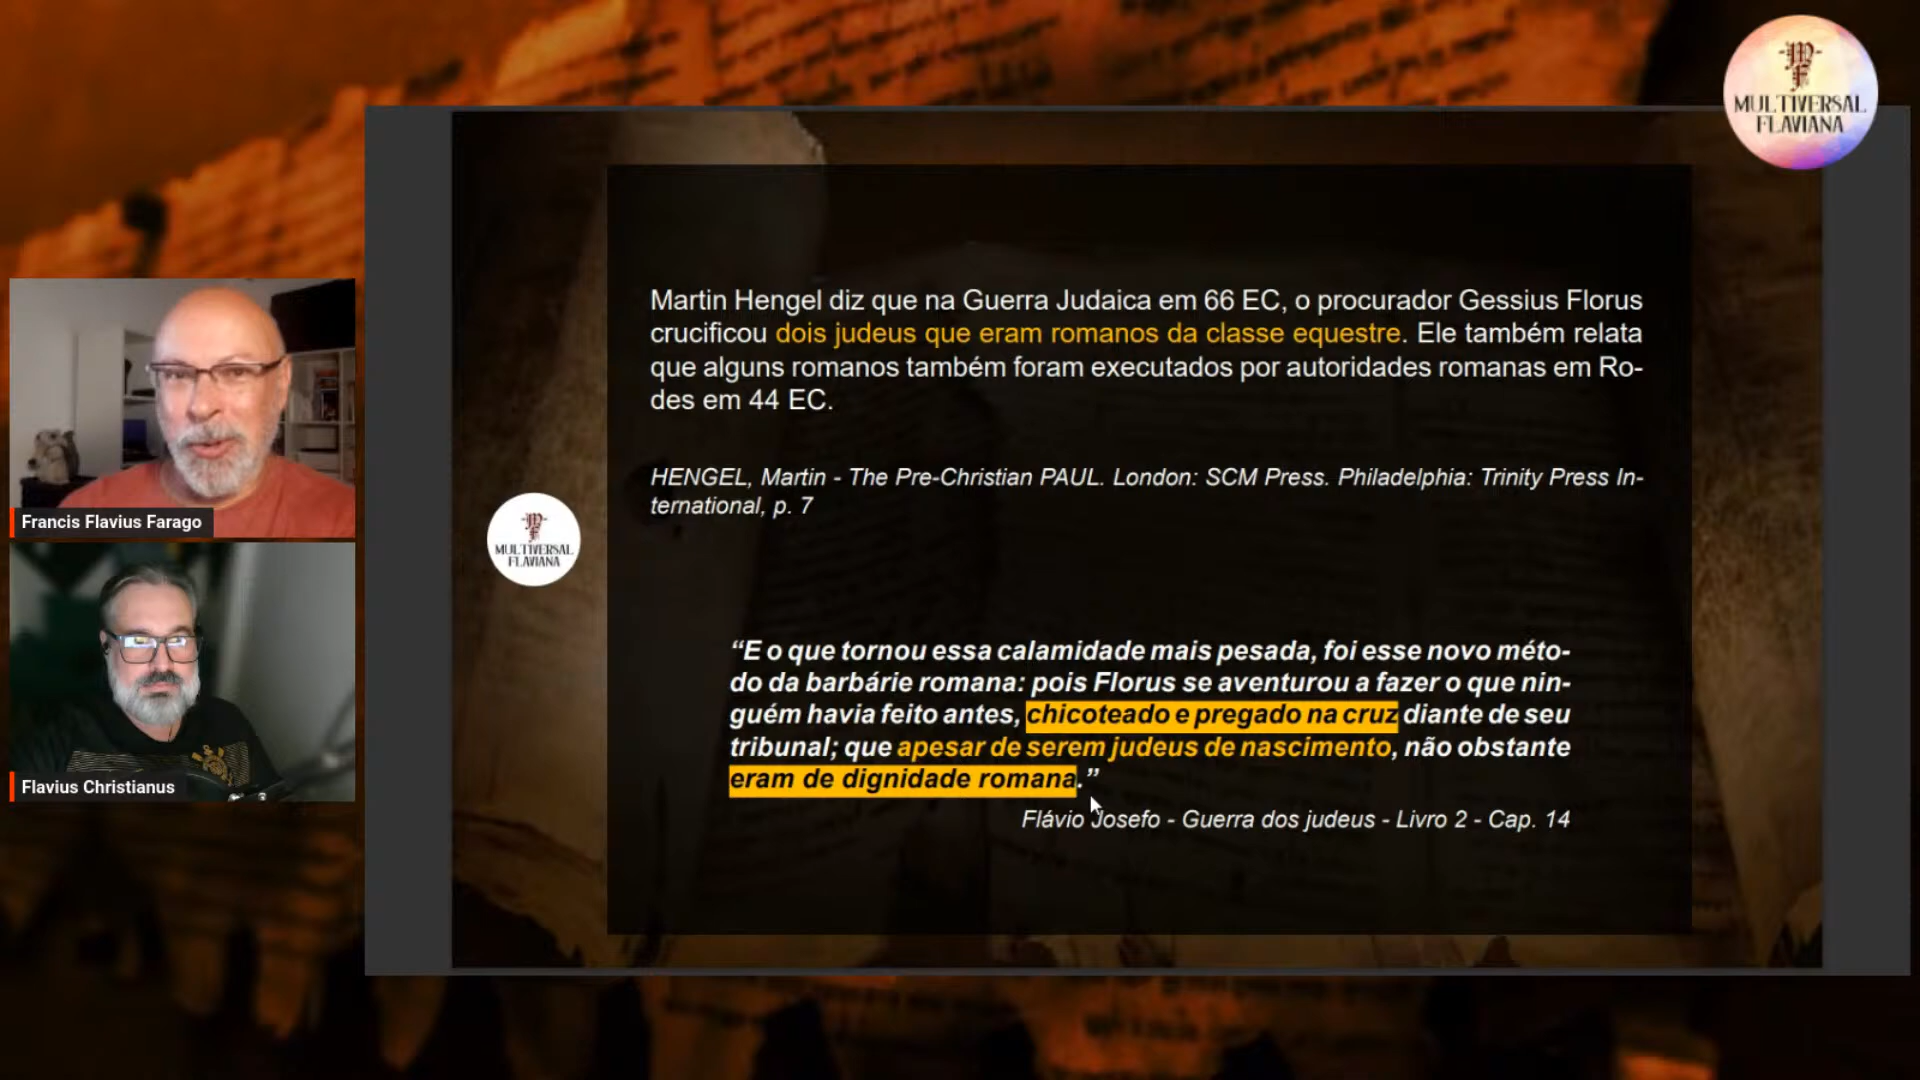 MULTIVERSAL
FLAVIANA
Martin Hengel diz que na Guerra Judaica em 66 EC, o procurador Gessius Florus
crucificou dois judeus que eram romanos da classe equestre. Ele também relata
que alguns romanos também foram executados por autoridades romanas em Ro-
des em 44 EC.
HENGEL, Martin - The Pre-Christian PAUL. London: SCM Press. Philadelphia: Trinity Press In-
ternational, p. 7
MULTIVERSAL
FLAVIANA
“E o que tornou essa calamidade mais pesada, foi esse novo méto-
do da barbárie romana: pois Florus se aventurou a fazer o que nin-
guém havia feito antes, chicoteado e pregado na cruz diante de seu
tribunal; que apesar de serem judeus de nascimento, não obstante
eram de dignidade romana.”
Flávio Josefo - Guerra dos judeus - Livro 2 - Cap. 14
Francis Flavius Farago
Flavius Christianus